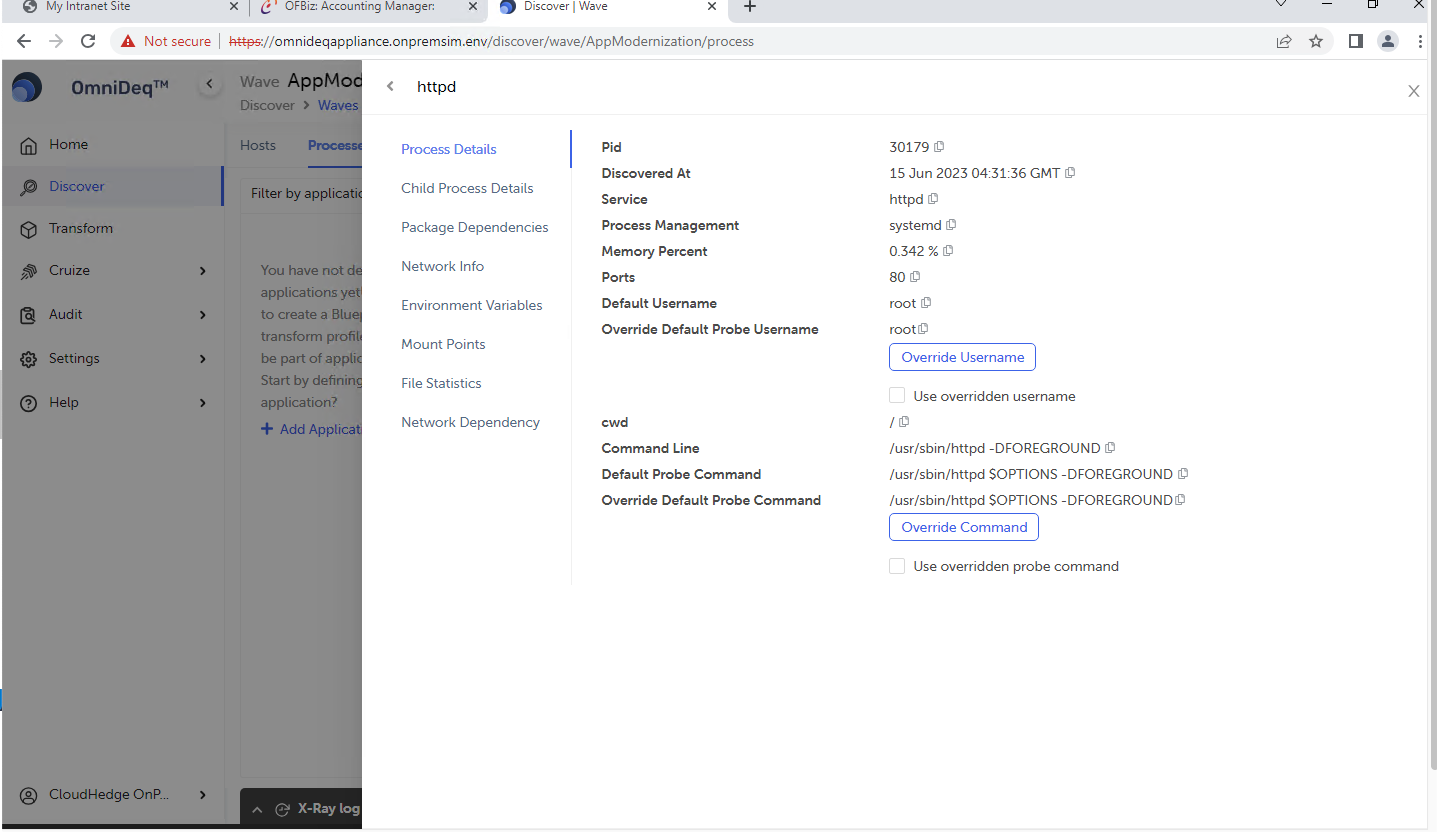 My Intranet Site
OFBiz: Accounting Manager:
Discover | Wave
Not secure
https://omnideqappliance.onpremsim.env/discover/wave/AppModernization/process
OmniDeq™
Home
Discover
Transform
Cruize
Audit
Settings
Help
CloudHedge OnP...
Wave AppMod
Discover > Waves
Hosts
Processe
Filter by applicatio
You have not de
applications yet
to create a Bluep
transform profile
be part of applic
Start by defining
application?
+ Add Applicati
X-Ray log
httpd
X
Process Details
Child Process Details
Package Dependencies
Network Info
Environment Variables
Mount Points
File Statistics
Network Dependency
Pid 30179
Discovered At 15 Jun 2023 04:31:36 GMT
Service httpd
Process Management systemd
Memory Percent 0.342 %
Ports 80
Default Username root
Override Default Probe Username root
Override Username
Use overridden username
cwd /
Command Line /usr/sbin/httpd -DFOREGROUND
Default Probe Command /usr/sbin/httpd $OPTIONS -DFOREGROUND
Override Default Probe Command /usr/sbin/httpd $OPTIONS -DFOREGROUND
Override Command
Use overridden probe command